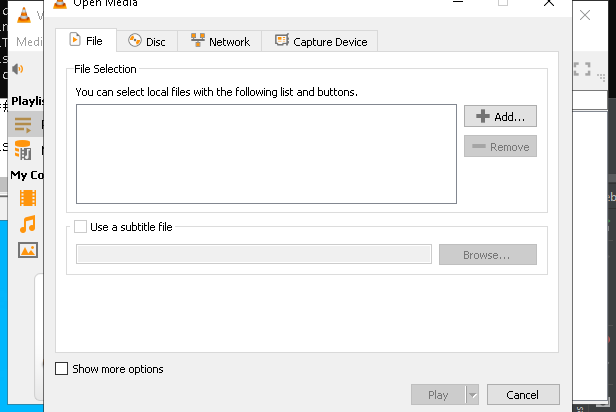 Open Media
Medi
File
Disc
Network
Capture Device
File Selection
You can select local files with the following list and buttons.
Playlis
Add...
Remove
My Co
Use a subtitle file
Browse...
Show more options
Play
Cancel